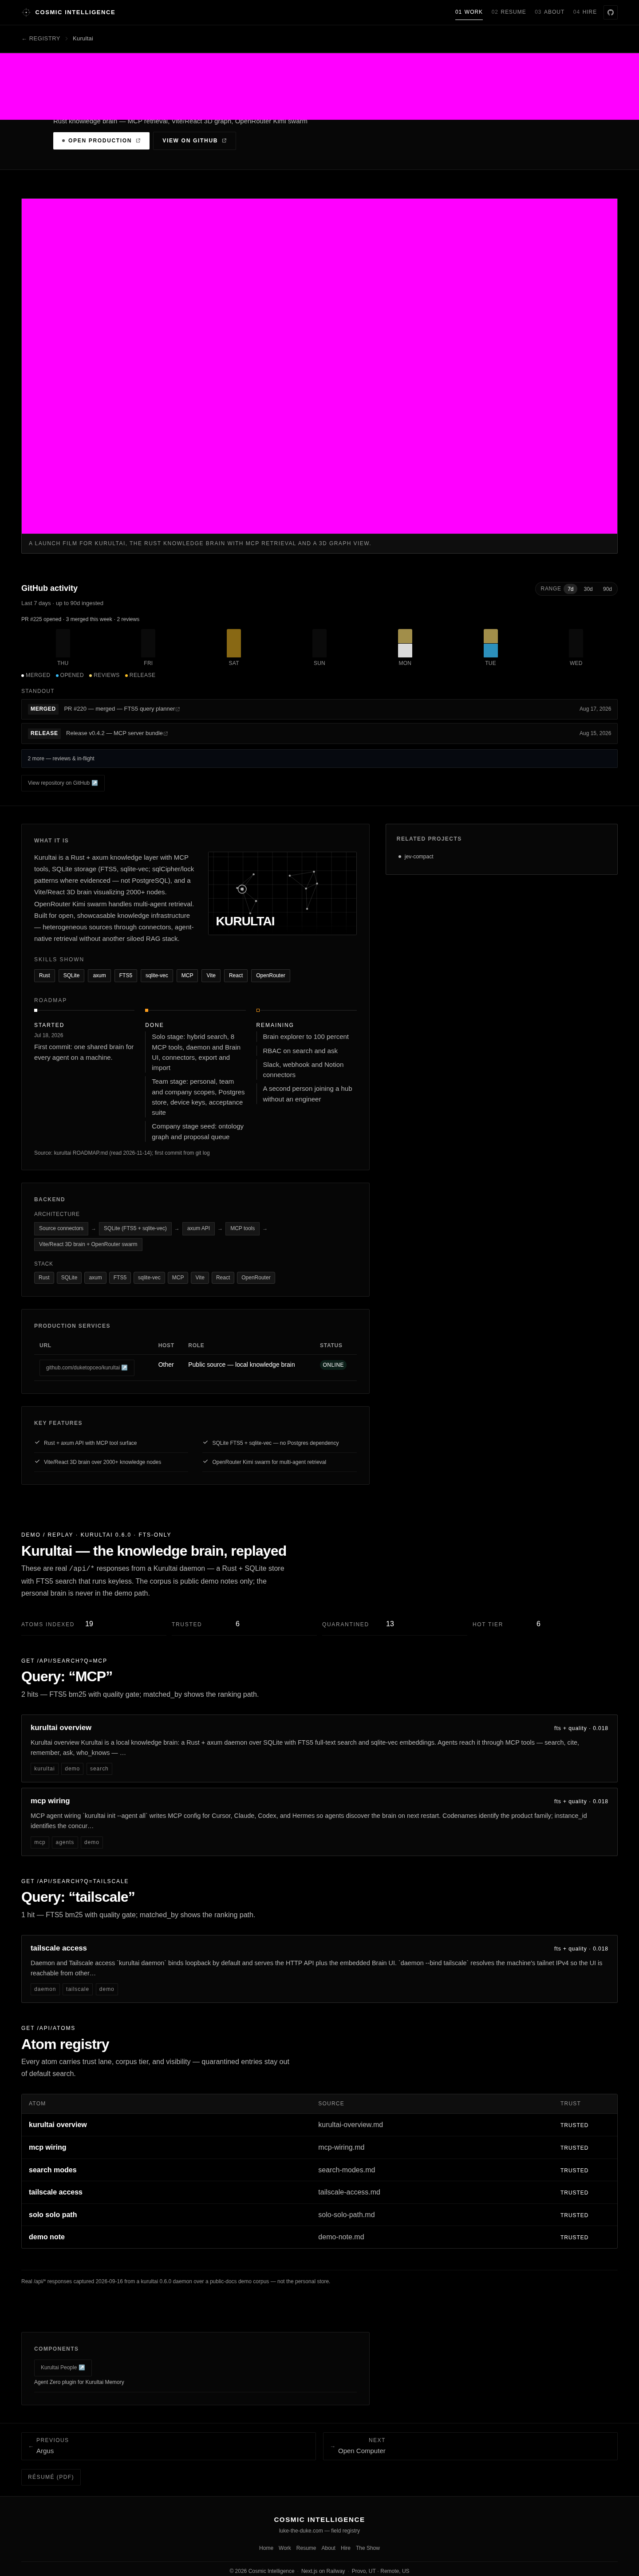 COSMIC INTELLIGENCE
01 WORK 02 RESUME 03 ABOUT 04 HIRE
← REGISTRY › Kurultai
Rust knowledge brain — MCP retrieval, Vite/React 3D graph, OpenRouter Kimi swarm
OPEN PRODUCTION VIEW ON GITHUB
A LAUNCH FILM FOR KURULTAI, THE RUST KNOWLEDGE BRAIN WITH MCP RETRIEVAL AND A 3D GRAPH VIEW.
GitHub activity
RANGE 7d 30d 90d
Last 7 days · up to 90d ingested
PR #225 opened · 3 merged this week · 2 reviews
THU FRI SAT SUN MON TUE WED
MERGED OPENED REVIEWS RELEASE
STANDOUT
MERGED PR #220 — merged — FTS5 query planner Aug 17, 2026
RELEASE Release v0.4.2 — MCP server bundle Aug 15, 2026
2 more — reviews & in-flight
View repository on GitHub ↗
WHAT IT IS
Kurultai is a Rust + axum knowledge layer with MCP
tools, SQLite storage (FTS5, sqlite-vec; sqlCipher/lock
patterns where evidenced — not PostgreSQL), and a
Vite/React 3D brain visualizing 2000+ nodes.
OpenRouter Kimi swarm handles multi-agent retrieval.
Built for open, showcasable knowledge infrastructure
— heterogeneous sources through connectors, agent-
native retrieval without another siloed RAG stack.
KURULTAI
SKILLS SHOWN
Rust SQLite axum FTS5 sqlite-vec MCP Vite React OpenRouter
ROADMAP
STARTED
Jul 18, 2026
First commit: one shared brain for
every agent on a machine.
DONE
Solo stage: hybrid search, 8
MCP tools, daemon and Brain
UI, connectors, export and
import
Team stage: personal, team
and company scopes, Postgres
store, device keys, acceptance
suite
Company stage seed: ontology
graph and proposal queue
REMAINING
Brain explorer to 100 percent
RBAC on search and ask
Slack, webhook and Notion
connectors
A second person joining a hub
without an engineer
Source: kurultai ROADMAP.md (read 2026-11-14); first commit from git log
RELATED PROJECTS
jev-compact
BACKEND
ARCHITECTURE
Source connectors → SQLite (FTS5 + sqlite-vec) → axum API → MCP tools →
Vite/React 3D brain + OpenRouter swarm
STACK
Rust SQLite axum FTS5 sqlite-vec MCP Vite React OpenRouter
PRODUCTION SERVICES
URL HOST ROLE STATUS
github.com/duketopceo/kurultai ↗ Other Public source — local knowledge brain ONLINE
KEY FEATURES
Rust + axum API with MCP tool surface
SQLite FTS5 + sqlite-vec — no Postgres dependency
Vite/React 3D brain over 2000+ knowledge nodes
OpenRouter Kimi swarm for multi-agent retrieval
DEMO / REPLAY · KURULTAI 0.6.0 · FTS-ONLY
Kurultai — the knowledge brain, replayed
These are real /api/* responses from a Kurultai daemon — a Rust + SQLite store
with FTS5 search that runs keyless. The corpus is public demo notes only; the
personal brain is never in the demo path.
ATOMS INDEXED 19 TRUSTED 6 QUARANTINED 13 HOT TIER 6
GET /API/SEARCH?Q=MCP
Query: “MCP”
2 hits — FTS5 bm25 with quality gate; matched_by shows the ranking path.
kurultai overview fts + quality · 0.018
Kurultai overview Kurultai is a local knowledge brain: a Rust + axum daemon over SQLite with FTS5 full-text search and sqlite-vec embeddings. Agents reach it through MCP tools — search, cite,
remember, ask, who_knows — …
kurultai demo search
mcp wiring fts + quality · 0.018
MCP agent wiring `kurultai init --agent all` writes MCP config for Cursor, Claude, Codex, and Hermes so agents discover the brain on next restart. Codenames identify the product family; instance_id
identifies the concur…
mcp agents demo
GET /API/SEARCH?Q=TAILSCALE
Query: “tailscale”
1 hit — FTS5 bm25 with quality gate; matched_by shows the ranking path.
tailscale access fts + quality · 0.018
Daemon and Tailscale access `kurultai daemon` binds loopback by default and serves the HTTP API plus the embedded Brain UI. `daemon --bind tailscale` resolves the machine's tailnet IPv4 so the UI is
reachable from other…
daemon tailscale demo
GET /API/ATOMS
Atom registry
Every atom carries trust lane, corpus tier, and visibility — quarantined entries stay out
of default search.
ATOM SOURCE TRUST
kurultai overview kurultai-overview.md TRUSTED
mcp wiring mcp-wiring.md TRUSTED
search modes search-modes.md TRUSTED
tailscale access tailscale-access.md TRUSTED
solo solo path solo-solo-path.md TRUSTED
demo note demo-note.md TRUSTED
Real /api/* responses captured 2026-09-16 from a kurultai 0.6.0 daemon over a public-docs demo corpus — not the personal store.
COMPONENTS
Kurultai People ↗
Agent Zero plugin for Kurultai Memory
← PREVIOUS
Argus
→ NEXT
Open Computer
RÉSUMÉ (PDF)
COSMIC INTELLIGENCE
luke-the-duke.com — field registry
Home Work Resume About Hire The Show
© 2026 Cosmic Intelligence · Next.js on Railway · Provo, UT · Remote, US